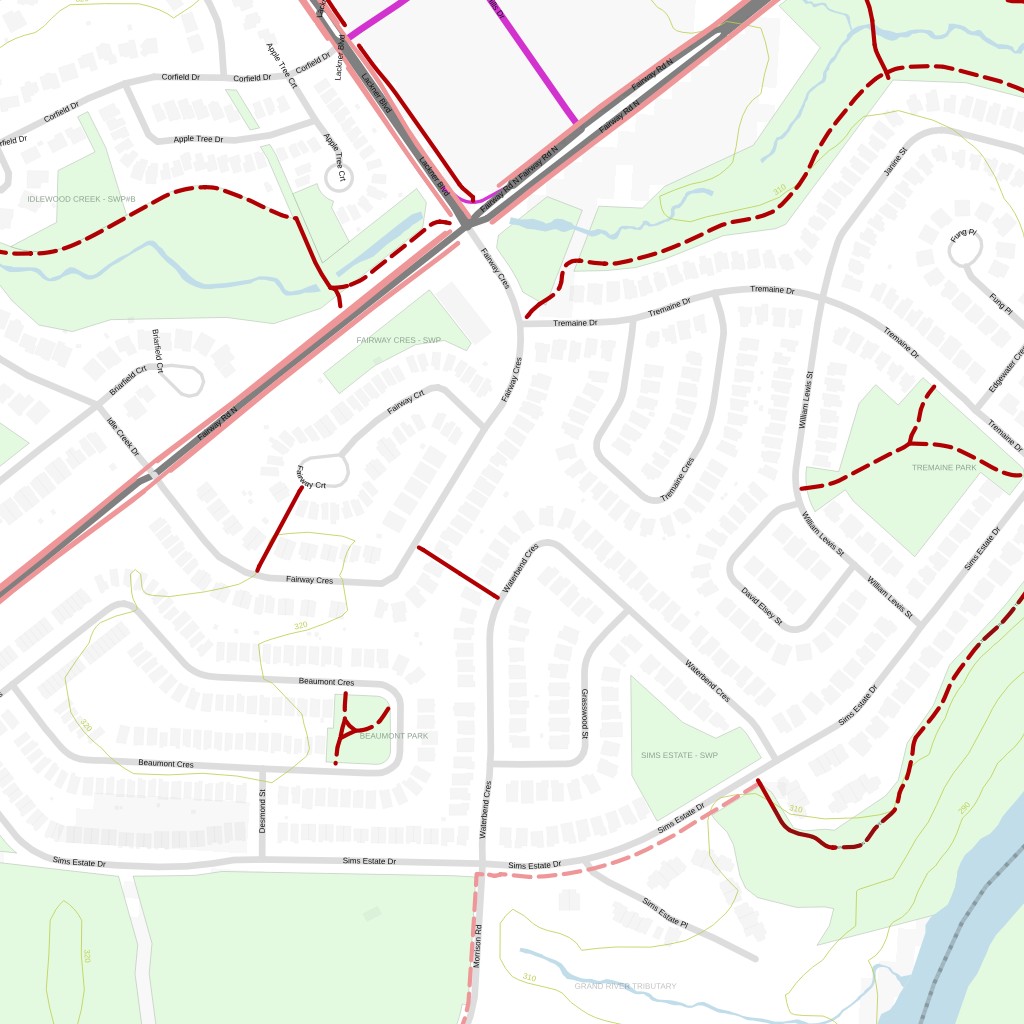 Lackner Blvd
Apple Tree Crt
Corfield Dr
Corfield Dr
Corfield Dr
Lackner Blvd
Lackner Blvd
Fairway Rd N
Fairway Rd N
Corfield Dr
Apple Tree Dr
Apple Tree Crt
Lackner Blvd
Fairway Rd N
Fairway Rd N
Janine St
310
IDLEWOOD CREEK - SWP#B
Fung Pl
Fairway Cres
Fung Pl
Tremaine Dr
Tremaine Dr
Tremaine Dr
Tremaine Dr
Briarfield Crt
FAIRWAY CRES - SWP
Briarfield Crt
Fairway Cres
Edgewater Cres
Fairway Crt
William Lewis St
Fairway Rd N
Idle Creek Dr
Tremaine Dr
Fairway Crt
Tremaine Cres
TREMAINE PARK
William Lewis St
Sims Estate Dr
Fairway Cres
Waterbend Cres
William Lewis St
David Elsey St
320
Beaumont Cres
Waterbend Cres
Grasswood St
Sims Estate Dr
320
BEAUMONT PARK
SIMS ESTATE - SWP
Beaumont Cres
Desmond St
Waterbend Cres
Sims Estate Dr
310
290
Sims Estate Dr
Sims Estate Dr
Sims Estate Dr
Sims Estate Pl
320
Morrison Rd
310
GRAND RIVER TRIBUTARY